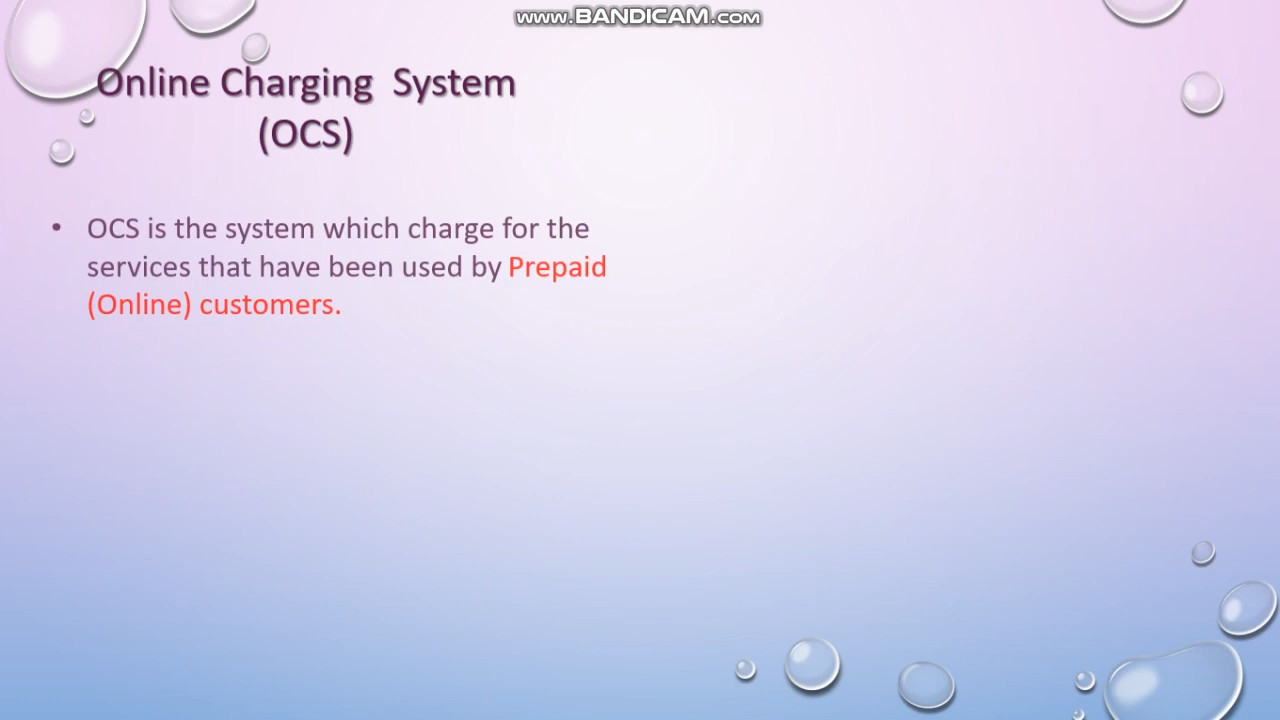 www.BANDICAM.com
Online Charging System
(OCS)
• OCS is the system which charge for the
services that have been used by Prepaid
(Online) customers.